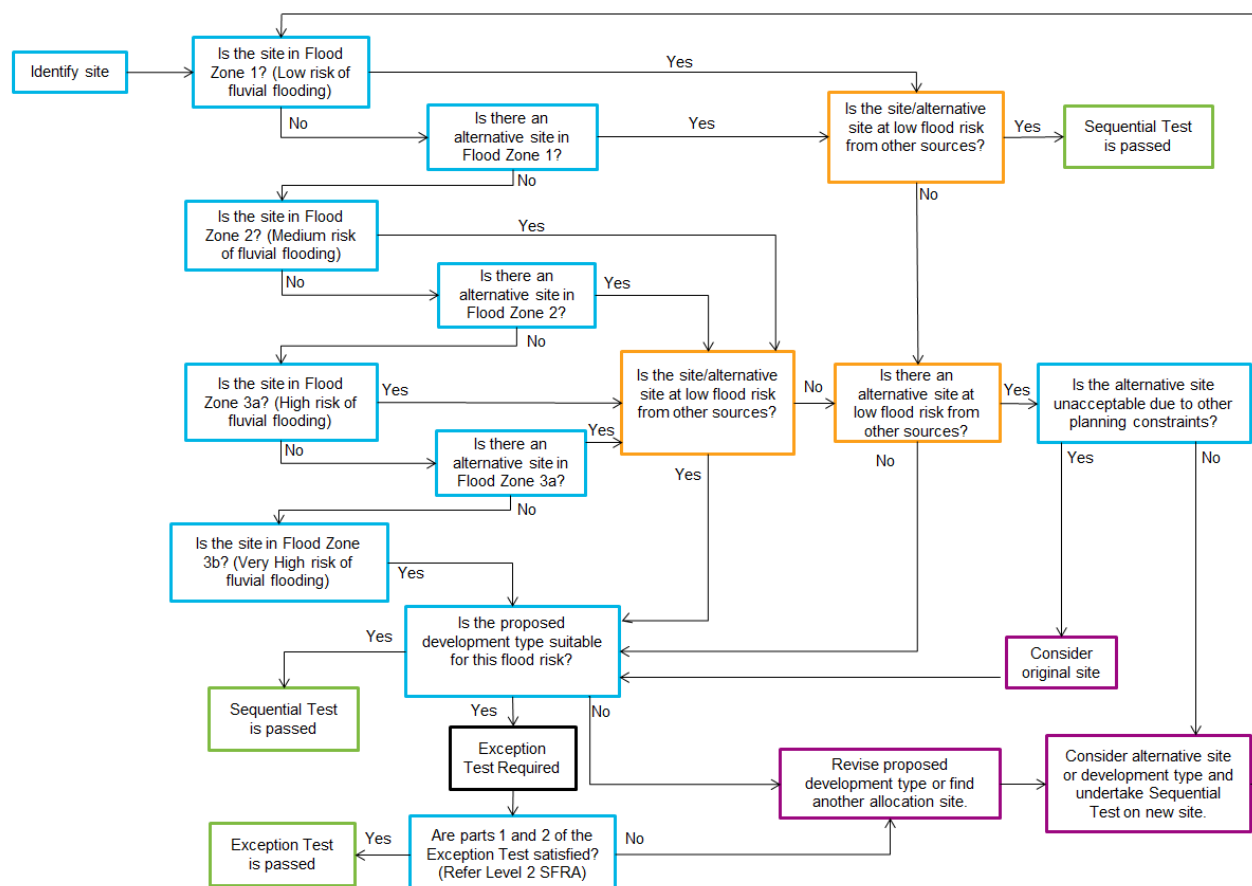 Identify site
Is the site in Flood
Zone 1? (Low risk of
fluvial flooding)
Yes
No
Is there an
alternative site in
Flood Zone 1?
Yes
No
Is the site/alternative
site at low flood risk
from other sources?
Yes
No
Sequential Test
is passed
Is the site in Flood
Zone 2? (Medium risk
of fluvial flooding)
Yes
No
Is there an
alternative site in
Flood Zone 2?
Yes
No
Is the site in Flood
Zone 3a? (High risk of
fluvial flooding)
Yes
No
Is there an
alternative site in
Flood Zone 3a?
Yes
No
Is the site/alternative
site at low flood risk
from other sources?
No
Yes
Is there an
alternative site at
low flood risk from
other sources?
Yes
No
Is the alternative site
unacceptable due to other
planning constraints?
Yes
No
Is the site in Flood Zone
3b? (Very High risk of
fluvial flooding)
Yes
Is the proposed
development type suitable
for this flood risk?
Yes
Yes
No
Consider
original site
Sequential Test
is passed
Exception
Test Required
Revise proposed
development type or find
another allocation site.
Consider alternative site
or development type and
undertake Sequential
Test on new site.
Are parts 1 and 2 of the
Exception Test satisfied?
(Refer Level 2 SFRA)
Yes
No
Exception Test
is passed